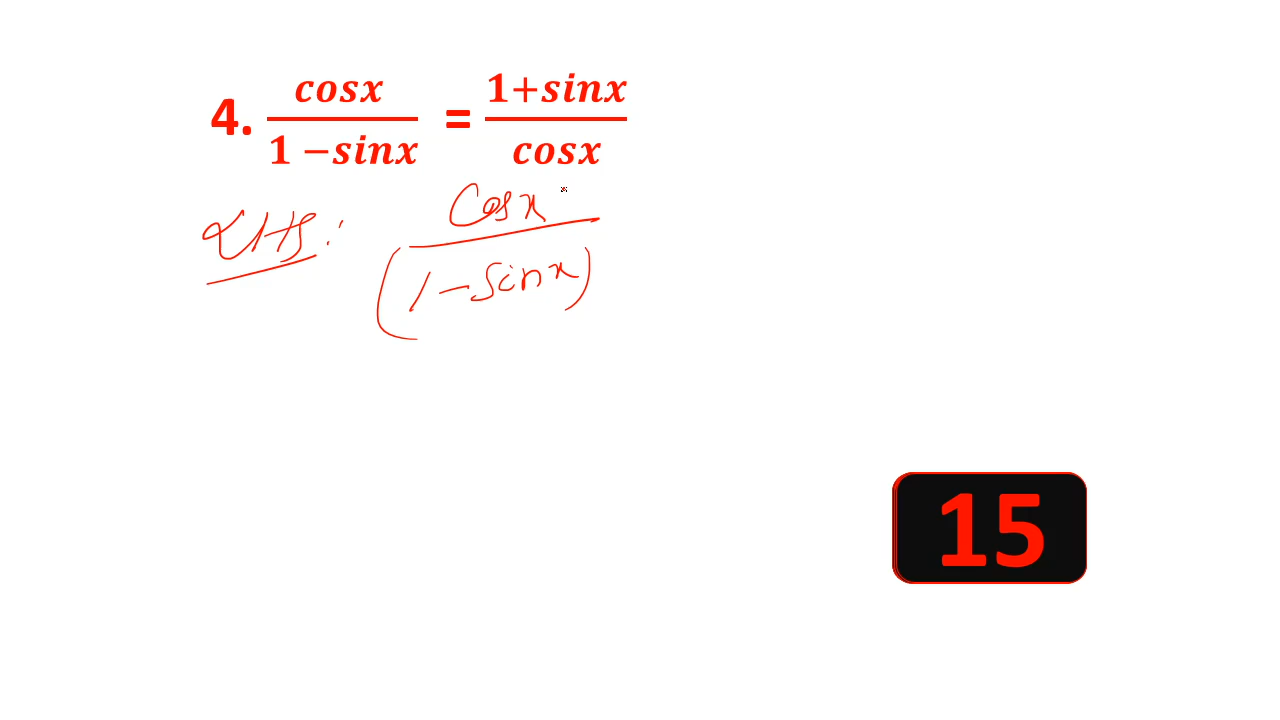 4. cosx / 1 −sinx = 1+sinx / cosx
LHS: Cosx / (1-Sinx)
15